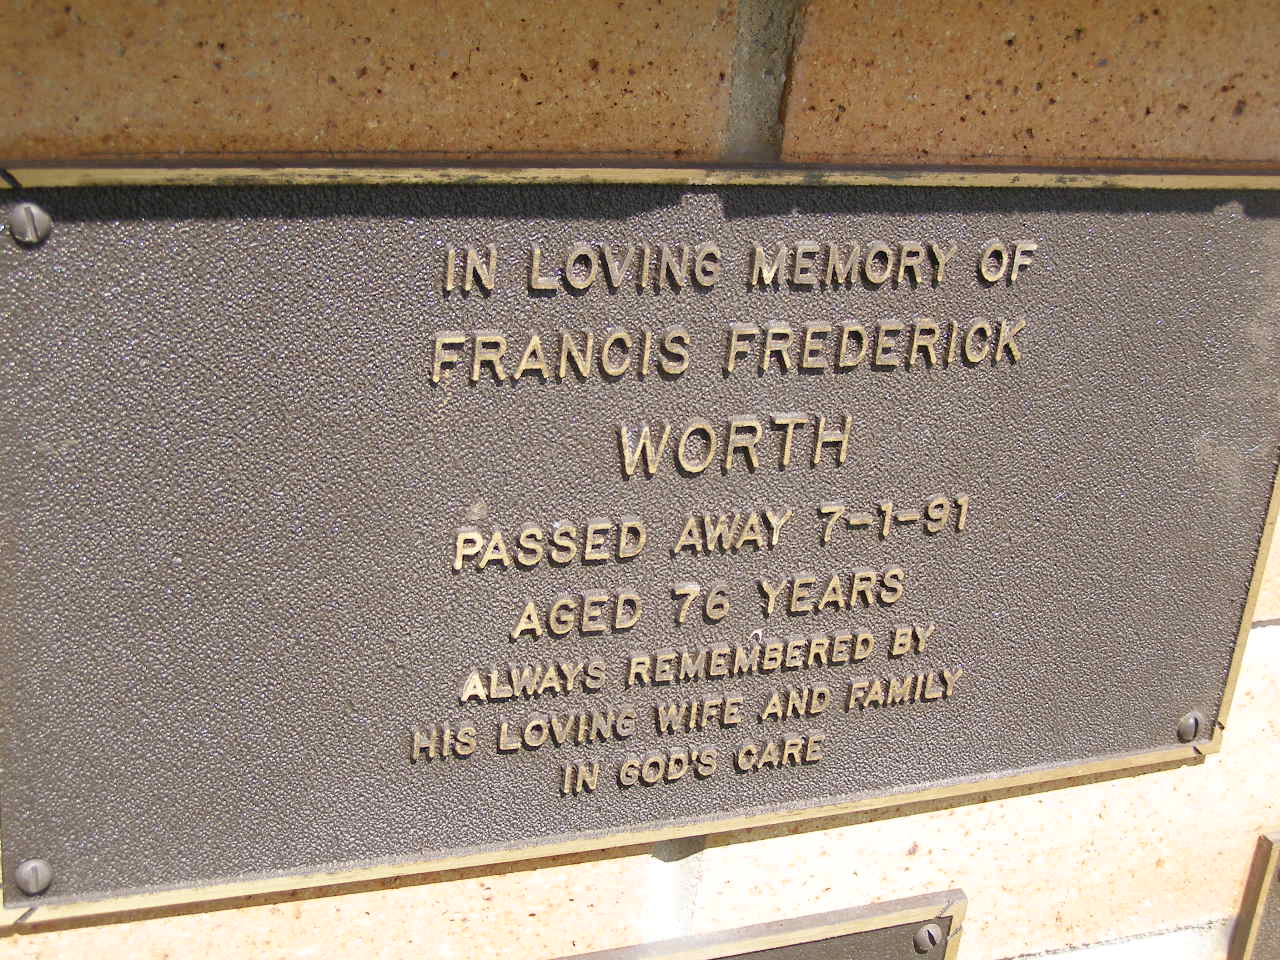 IN LOVING MEMORY OF
FRANCIS FREDERICK
WORTH
PASSED AWAY 7-1-91
AGED 76 YEARS
ALWAYS REMEMBERED BY
HIS LOVING WIFE AND FAMILY
IN GOD'S CARE